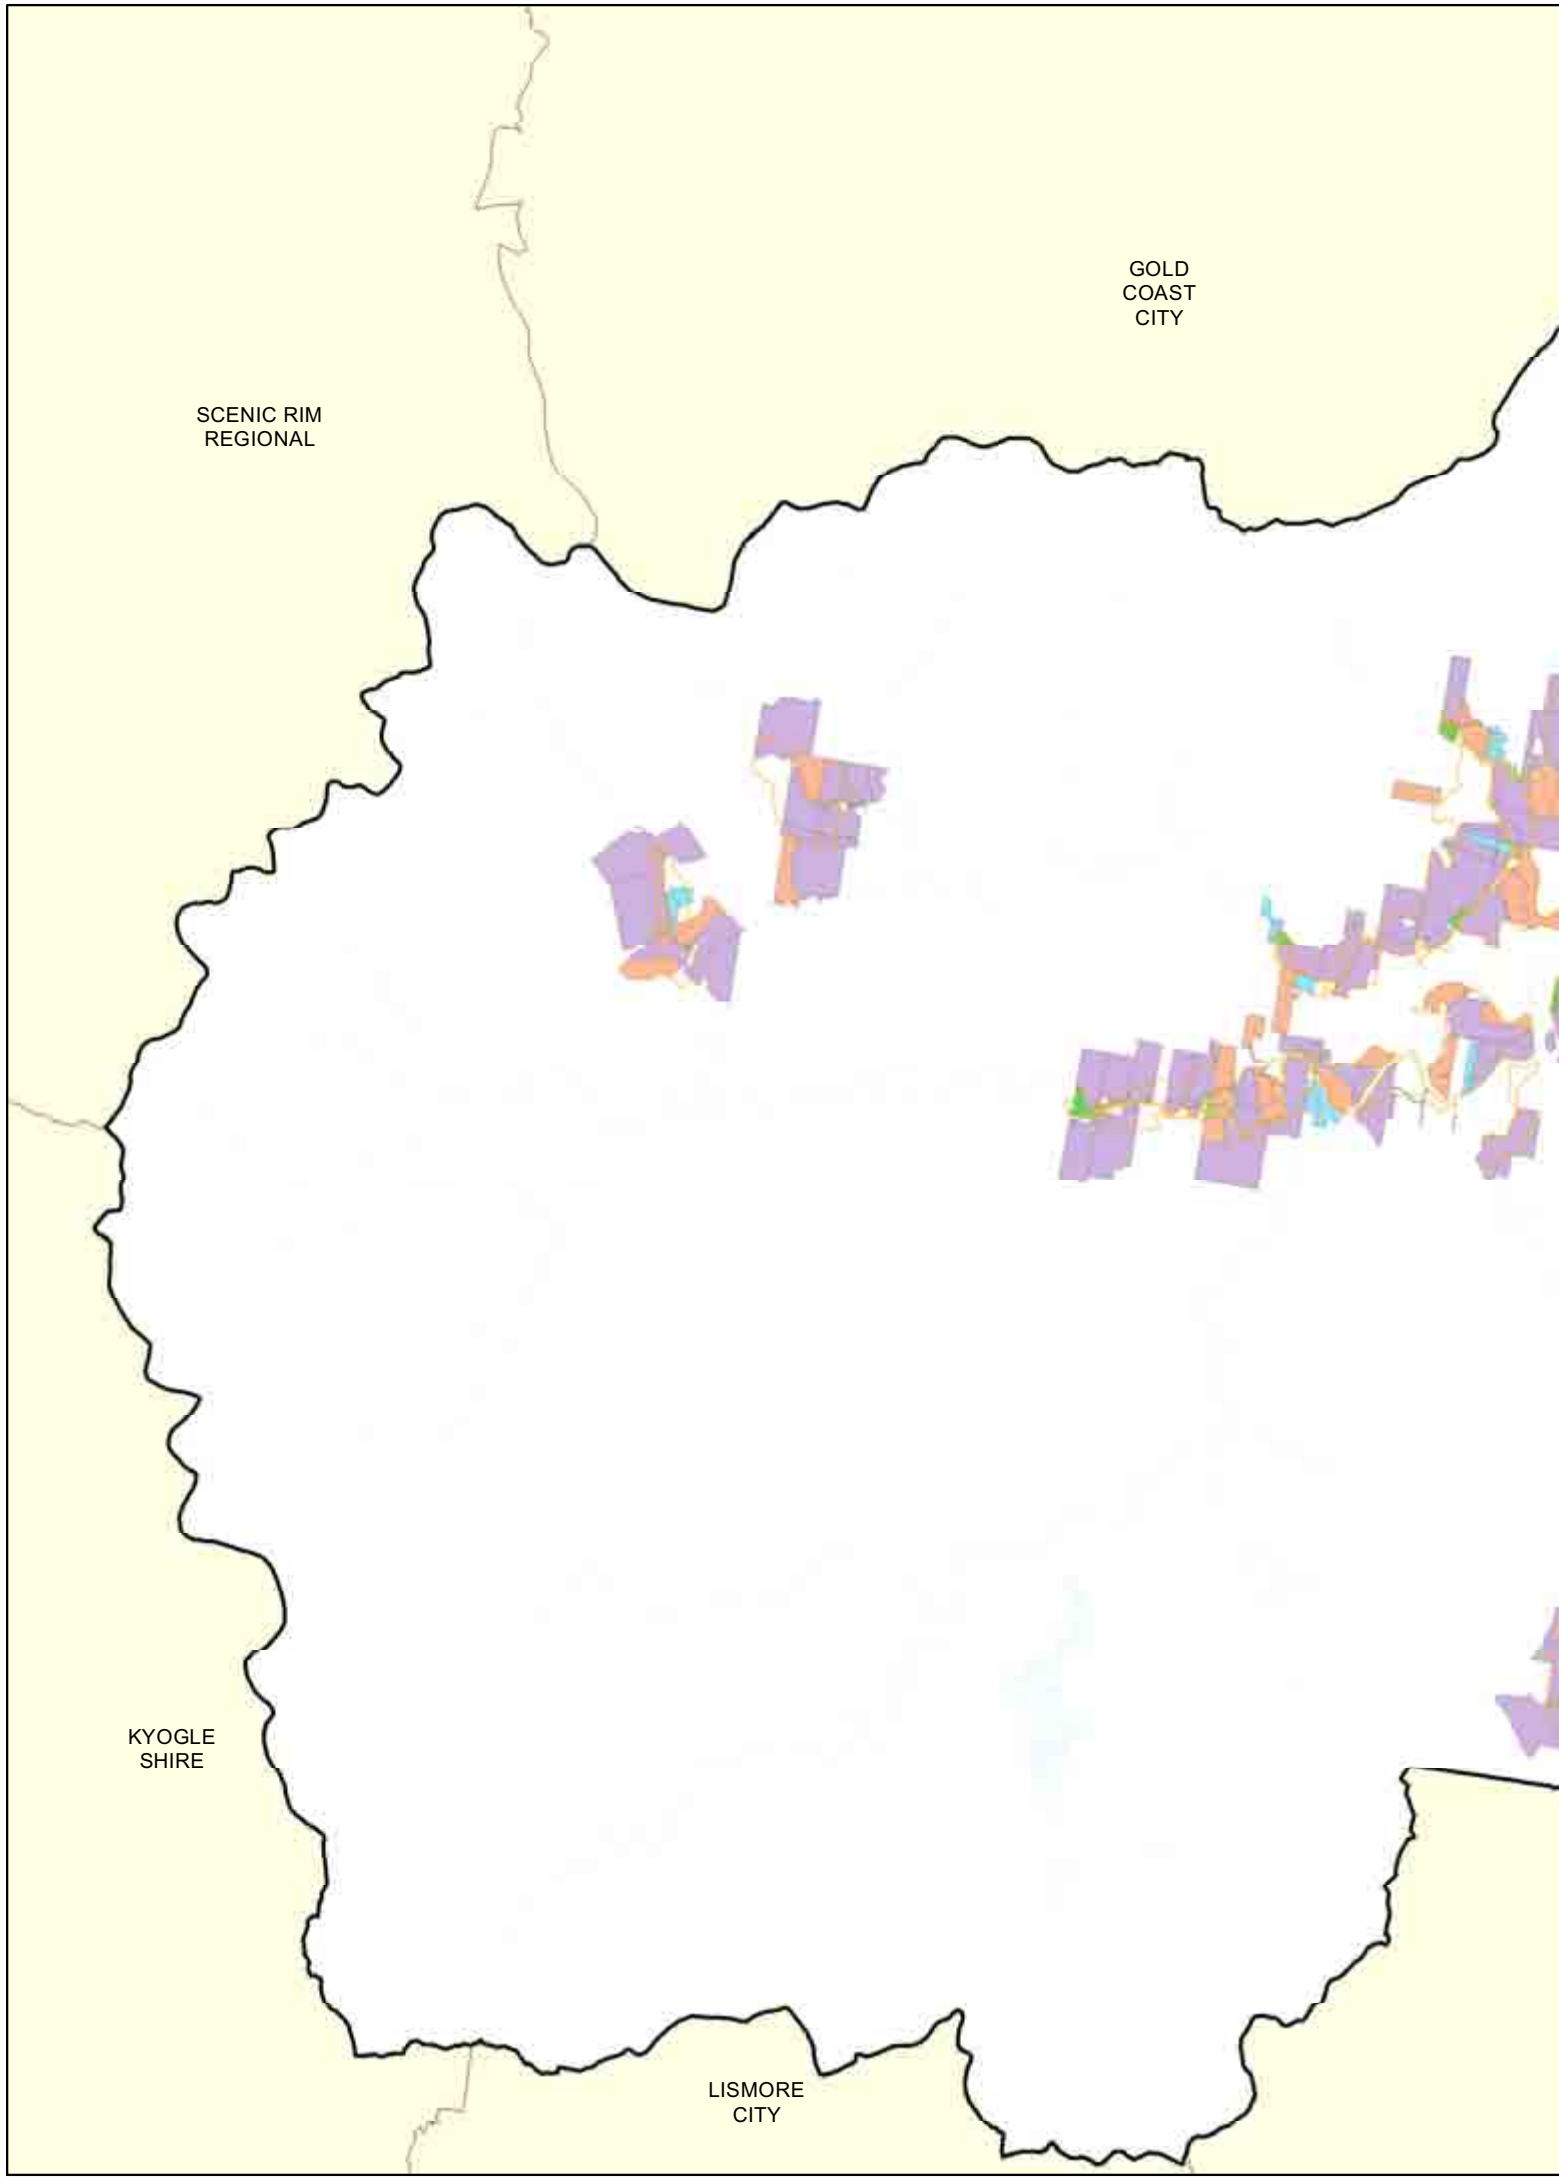 GOLD
COAST
CITY
SCENIC RIM
REGIONAL
KYOGLE
SHIRE
LISMORE
CITY